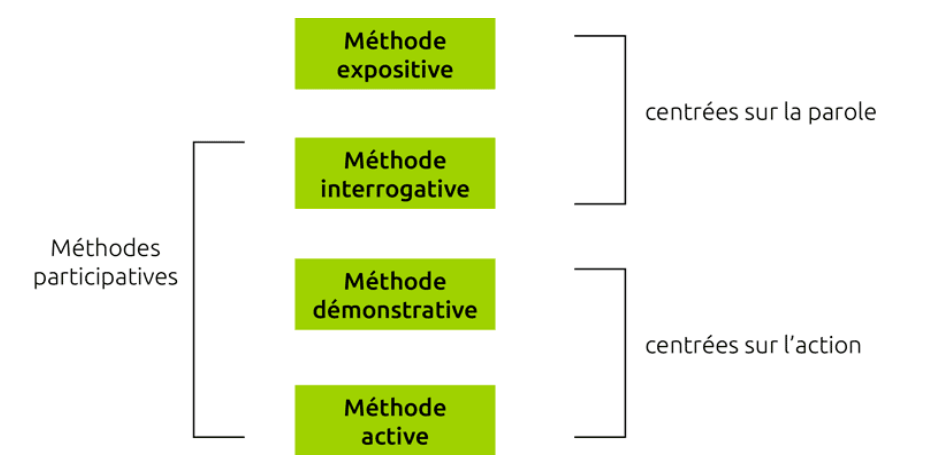 Méthode
expositive
centrées sur la parole
Méthode
interrogative
Méthodes
participatives
Méthode
démonstrative
centrées sur l’action
Méthode
active